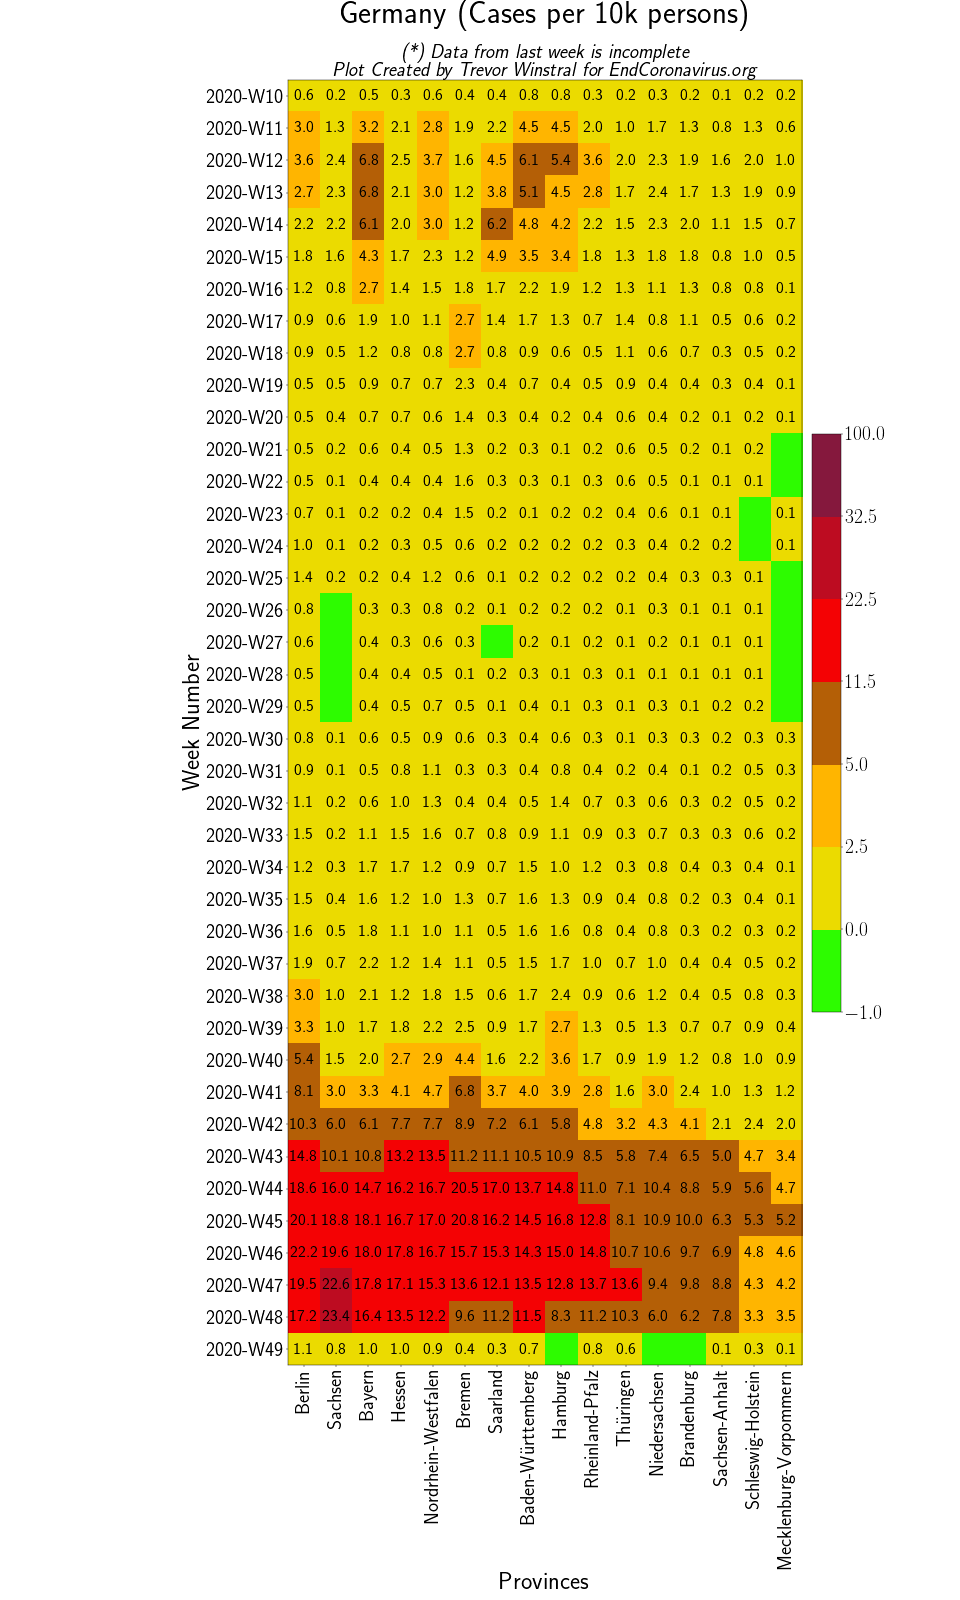 Germany (Cases per 10k persons)
(*) Data from last week is incomplete
Plot Created by Trevor Winstral for EndCoronavirus.org
2020-W10 0.6 0.2 0.5 0.3 0.6 0.4 0.4 0.8 0.8 0.3 0.2 0.3 0.2 0.1 0.2 0.2
2020-W11 3.0 1.3 3.2 2.1 2.8 1.9 2.2 4.5 4.5 2.0 1.0 1.7 1.3 0.8 1.3 0.6
2020-W12 3.6 2.4 6.8 2.5 3.7 1.6 4.5 6.1 5.4 3.6 2.0 2.3 1.9 1.6 2.0 1.0
2020-W13 2.7 2.3 6.8 2.1 3.0 1.2 3.8 5.1 4.5 2.8 1.7 2.4 1.7 1.3 1.9 0.9
2020-W14 2.2 2.2 6.1 2.0 3.0 1.2 6.2 4.8 4.2 2.2 1.5 2.3 2.0 1.1 1.5 0.7
2020-W15 1.8 1.6 4.3 1.7 2.3 1.2 4.9 3.5 3.4 1.8 1.3 1.8 1.8 0.8 1.0 0.5
2020-W16 1.2 0.8 2.7 1.4 1.5 1.8 1.7 2.2 1.9 1.2 1.3 1.1 1.3 0.8 0.8 0.1
2020-W17 0.9 0.6 1.9 1.0 1.1 2.7 1.4 1.7 1.3 0.7 1.4 0.8 1.1 0.5 0.6 0.2
2020-W18 0.9 0.5 1.2 0.8 0.8 2.7 0.8 0.9 0.6 0.5 1.1 0.6 0.7 0.3 0.5 0.2
2020-W19 0.5 0.5 0.9 0.7 0.7 2.3 0.4 0.7 0.4 0.5 0.9 0.4 0.4 0.3 0.4 0.1
2020-W20 0.5 0.4 0.7 0.7 0.6 1.4 0.3 0.4 0.2 0.4 0.6 0.4 0.2 0.1 0.2 0.1
2020-W21 0.5 0.2 0.6 0.4 0.5 1.3 0.2 0.3 0.1 0.2 0.6 0.5 0.2 0.1 0.2
2020-W22 0.5 0.1 0.4 0.4 0.4 1.6 0.3 0.3 0.1 0.3 0.6 0.5 0.1 0.1 0.1
2020-W23 0.7 0.1 0.2 0.2 0.4 1.5 0.2 0.1 0.2 0.2 0.4 0.6 0.1 0.1 0.1
2020-W24 1.0 0.1 0.2 0.3 0.5 0.6 0.2 0.2 0.2 0.2 0.3 0.4 0.2 0.2 0.1
2020-W25 1.4 0.2 0.2 0.4 1.2 0.6 0.1 0.2 0.2 0.2 0.2 0.4 0.3 0.3 0.1
2020-W26 0.8 0.3 0.3 0.8 0.2 0.1 0.2 0.2 0.2 0.1 0.3 0.1 0.1 0.1
2020-W27 0.6 0.4 0.3 0.6 0.3 0.2 0.1 0.2 0.1 0.2 0.1 0.1 0.1
2020-W28 0.5 0.4 0.4 0.5 0.1 0.2 0.3 0.1 0.3 0.1 0.1 0.1 0.1 0.1
2020-W29 0.5 0.4 0.5 0.7 0.5 0.1 0.4 0.1 0.3 0.1 0.3 0.1 0.2 0.2
2020-W30 0.8 0.1 0.6 0.5 0.9 0.6 0.3 0.4 0.6 0.3 0.1 0.3 0.3 0.2 0.3 0.3
2020-W31 0.9 0.1 0.5 0.8 1.1 0.3 0.3 0.4 0.8 0.4 0.2 0.4 0.1 0.2 0.5 0.3
2020-W32 1.1 0.2 0.6 1.0 1.3 0.4 0.4 0.5 1.4 0.7 0.3 0.6 0.3 0.2 0.5 0.2
2020-W33 1.5 0.2 1.1 1.5 1.6 0.7 0.8 0.9 1.1 0.9 0.3 0.7 0.3 0.3 0.6 0.2
2020-W34 1.2 0.3 1.7 1.7 1.2 0.9 0.7 1.5 1.0 1.2 0.3 0.8 0.4 0.3 0.4 0.1
2020-W35 1.5 0.4 1.6 1.2 1.0 1.3 0.7 1.6 1.3 0.9 0.4 0.8 0.2 0.3 0.4 0.1
2020-W36 1.6 0.5 1.8 1.1 1.0 1.1 0.5 1.6 1.6 0.8 0.4 0.8 0.3 0.2 0.3 0.2
2020-W37 1.9 0.7 2.2 1.2 1.4 1.1 0.5 1.5 1.7 1.0 0.7 1.0 0.4 0.4 0.5 0.2
2020-W38 3.0 1.0 2.1 1.2 1.8 1.5 0.6 1.7 2.4 0.9 0.6 1.2 0.4 0.5 0.8 0.3
2020-W39 3.3 1.0 1.7 1.8 2.2 2.5 0.9 1.7 2.7 1.3 0.5 1.3 0.7 0.7 0.9 0.4
2020-W40 5.4 1.5 2.0 2.7 2.9 4.4 1.6 2.2 3.6 1.7 0.9 1.9 1.2 0.8 1.0 0.9
2020-W41 8.1 3.0 3.3 4.1 4.7 6.8 3.7 4.0 3.9 2.8 1.6 3.0 2.4 1.0 1.3 1.2
2020-W42 10.3 6.0 6.1 7.7 7.7 8.9 7.2 6.1 5.8 4.8 3.2 4.3 4.1 2.1 2.4 2.0
2020-W43 14.8 10.1 10.8 13.2 13.5 11.2 11.1 10.5 10.9 8.5 5.8 7.4 6.5 5.0 4.7 3.4
2020-W44 18.6 16.0 14.7 16.2 16.7 20.5 17.0 13.7 14.8 11.0 7.1 10.4 8.8 5.9 5.6 4.7
2020-W45 20.1 18.8 18.1 16.7 17.0 20.8 16.2 14.5 16.8 12.8 8.1 10.9 10.0 6.3 5.3 5.2
2020-W46 22.2 19.6 18.0 17.8 16.7 15.7 15.3 14.3 15.0 14.8 10.7 10.6 9.7 6.9 4.8 4.6
2020-W47 19.5 22.6 17.8 17.1 15.3 13.6 12.1 13.5 12.8 13.7 13.6 9.4 9.8 8.8 4.3 4.2
2020-W48 17.2 23.4 16.4 13.5 12.2 9.6 11.2 11.5 8.3 11.2 10.3 6.0 6.2 7.8 3.3 3.5
2020-W49 1.1 0.8 1.0 1.0 0.9 0.4 0.3 0.7 0.8 0.6 0.1 0.3 0.1
Week Number
100.0
32.5
22.5
11.5
5.0
2.5
0.0
−1.0
Berlin
Sachsen
Bayern
Hessen
Nordrhein-Westfalen
Bremen
Saarland
Baden-Württemberg
Hamburg
Rheinland-Pfalz
Thüringen
Niedersachsen
Brandenburg
Sachsen-Anhalt
Schleswig-Holstein
Mecklenburg-Vorpommern
Provinces